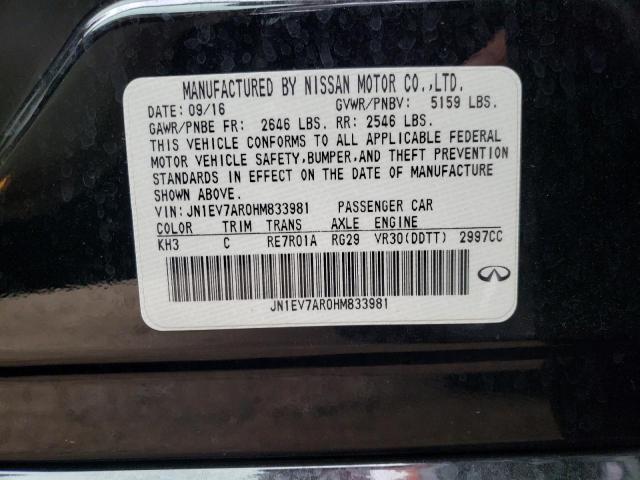 MANUFACTURED BY NISSAN MOTOR CO.,LTD.
DATE: 09/16 GVWR/PNBV: 5159 LBS.
GAWR/PNBE FR: 2646 LBS. RR: 2546 LBS.
THIS VEHICLE CONFORMS TO ALL APPLICABLE FEDERAL
MOTOR VEHICLE SAFETY,BUMPER,AND THEFT PREVENTION
STANDARDS IN EFFECT ON THE DATE OF MANUFACTURE
SHOWN ABOVE.
VIN:JN1EV7AR0HM833981 PASSENGER CAR
COLOR TRIM TRANS AXLE ENGINE
KH3 C RE7R01A RG29 VR30(DDTT) 2997CC
JN1EV7AR0HM833981